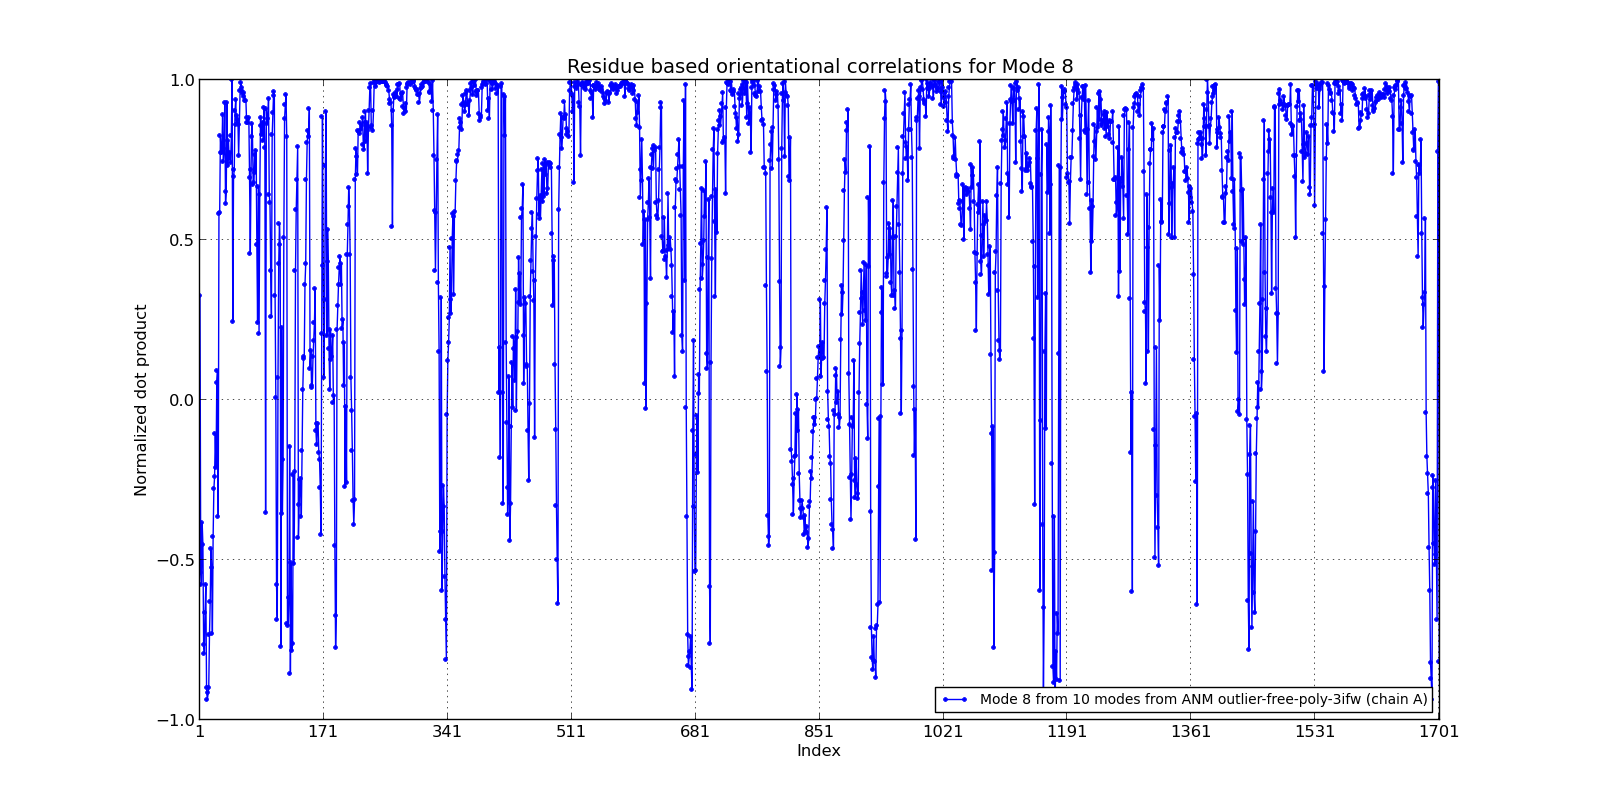 Residue based orientational correlations for Mode 8
Normalized dot product
1.0
0.5
0.0
−0.5
−1.0
Mode 8 from 10 modes from ANM outlier-free-poly-3ifw (chain A)
1 171 341 511 681 851 1021 1191 1361 1531 1701
Index